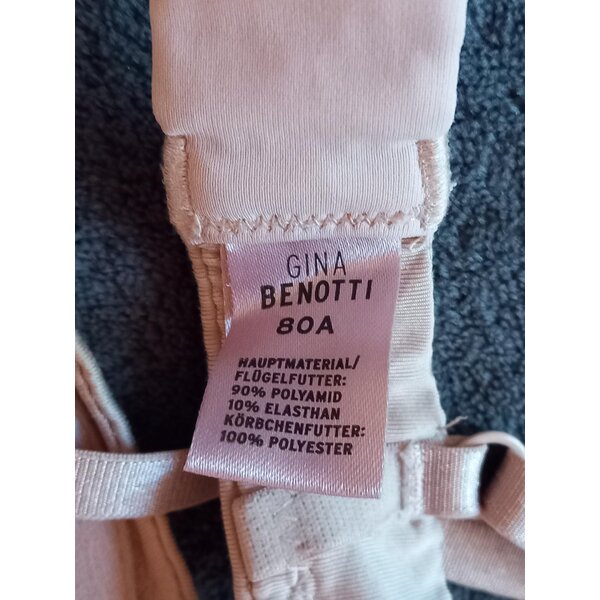 GINA
BENOTTI
80A
HAUPTMATERIAL/
FLÜGELFUTTER:
90% POLYAMID
10% ELASTHAN
KÖRBCHENFUTTER:
100% POLYESTER